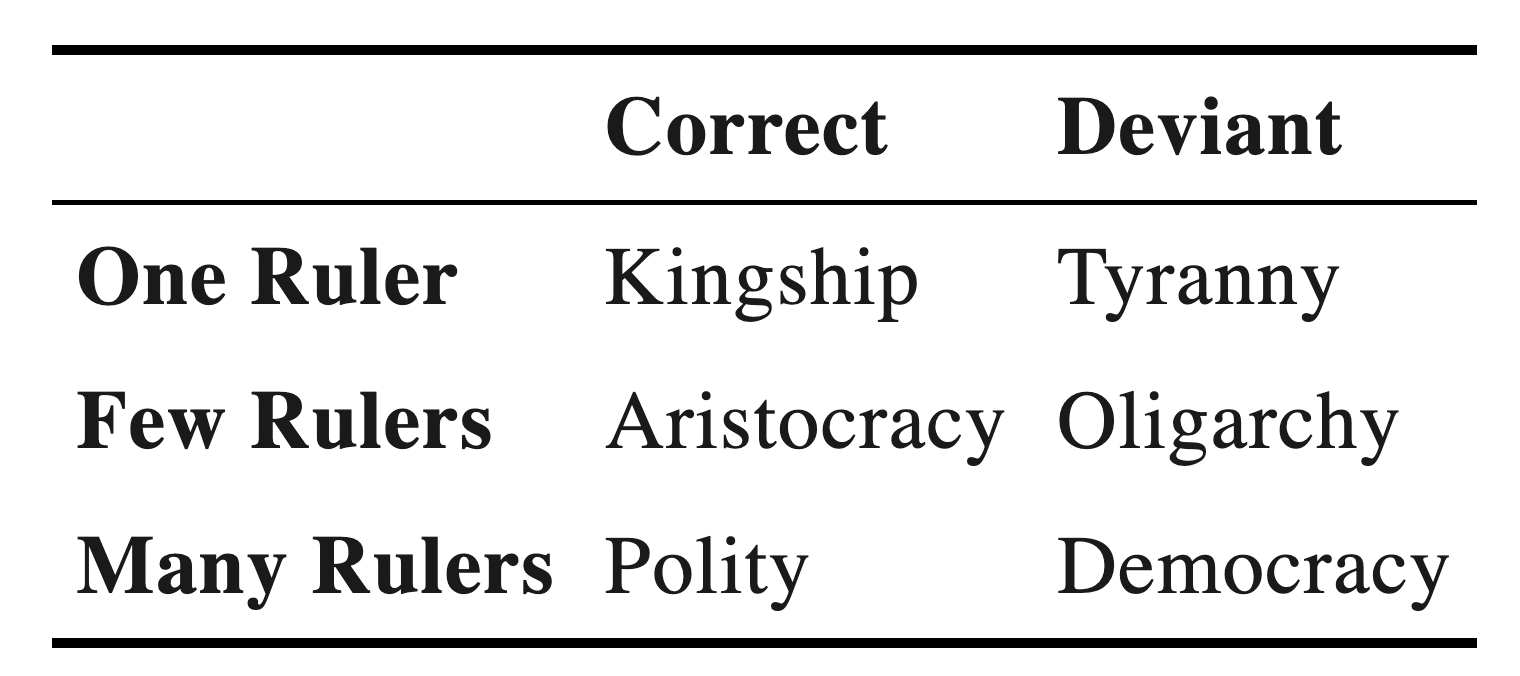 Correct Deviant
One Ruler Kingship Tyranny
Few Rulers Aristocracy Oligarchy
Many Rulers Polity Democracy